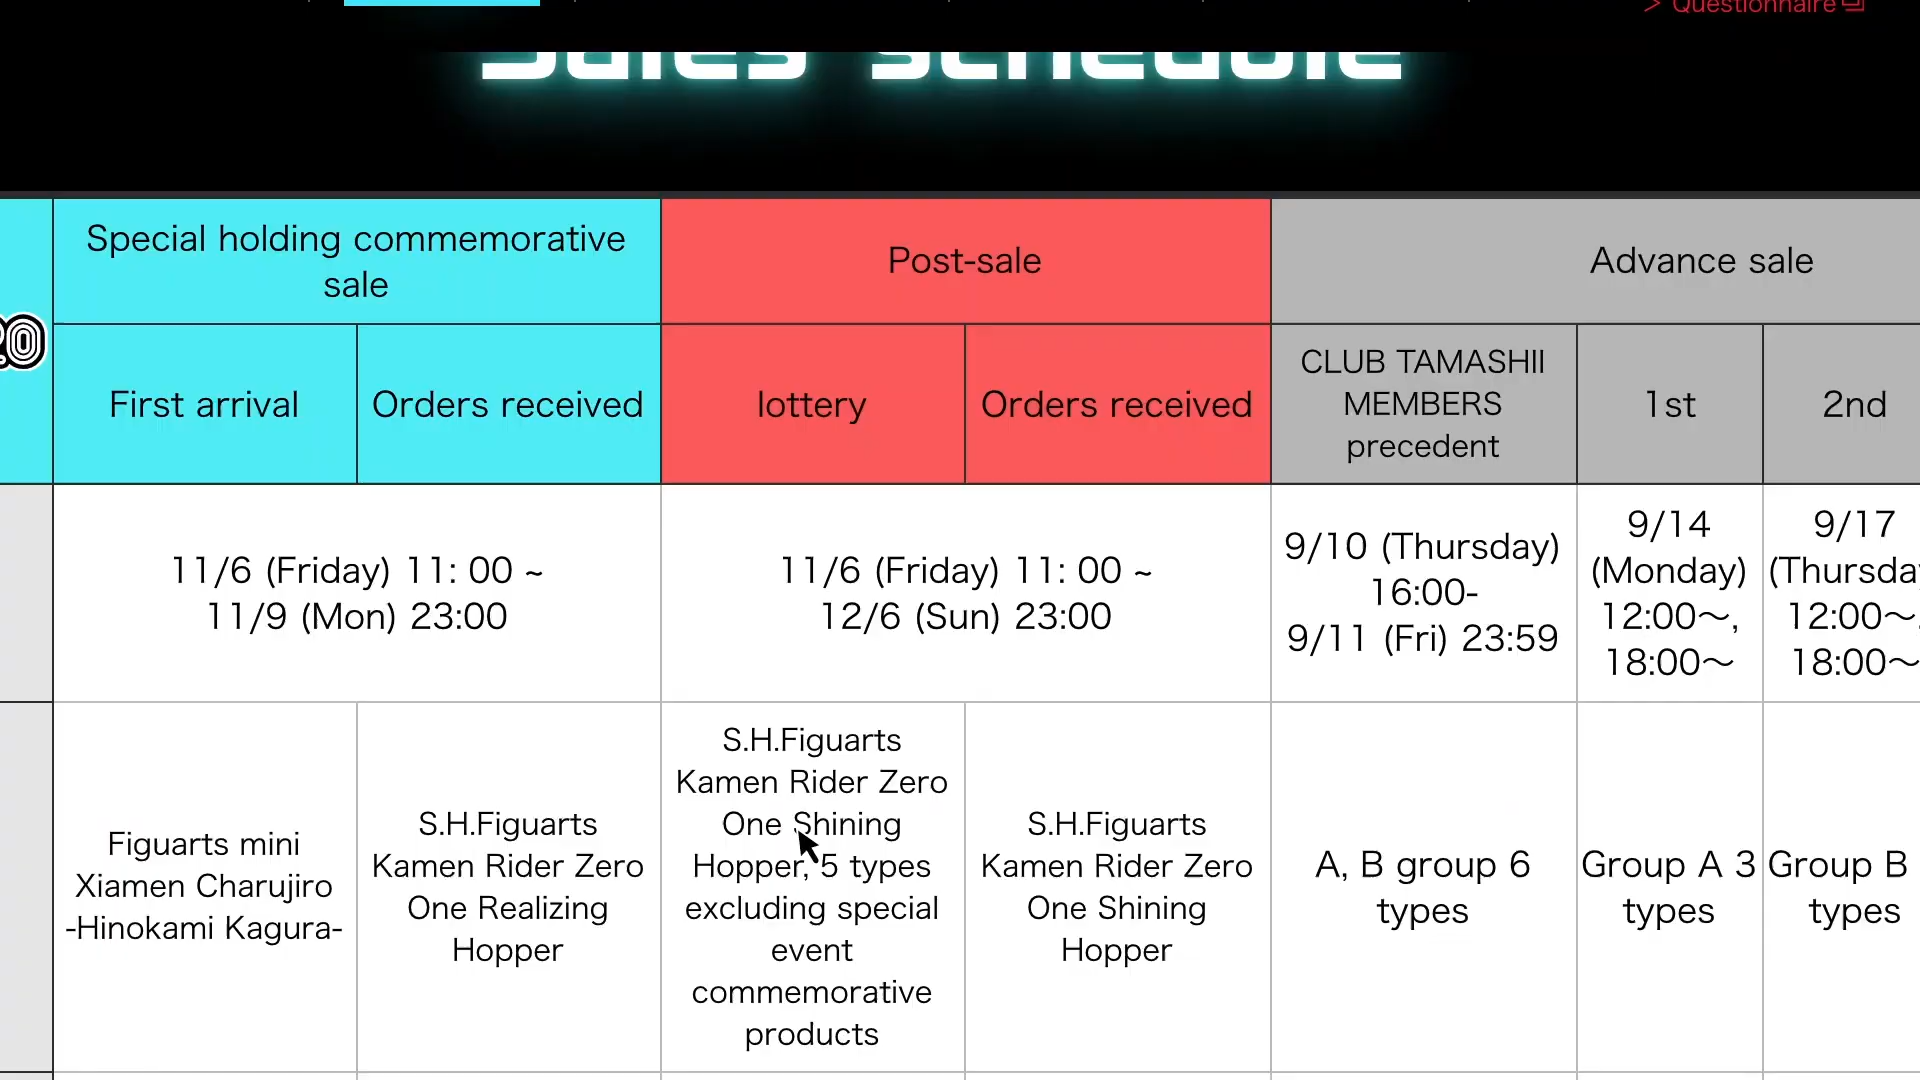 > Questionnaire
Sales schedule
Special holding commemorative
sale
Post-sale
Advance sale
20
First arrival
Orders received
lottery
Orders received
CLUB TAMASHII
MEMBERS
precedent
1st
2nd
11/6 (Friday) 11: 00 ~
11/9 (Mon) 23:00
11/6 (Friday) 11: 00 ~
12/6 (Sun) 23:00
9/10 (Thursday)
16:00-
9/11 (Fri) 23:59
9/14
(Monday)
12:00～,
18:00～
9/17
(Thursday
12:00～,
18:00～
Figuarts mini
Xiamen Charujiro
-Hinokami Kagura-
S.H.Figuarts
Kamen Rider Zero
One Realizing
Hopper
S.H.Figuarts
Kamen Rider Zero
One Shining
Hopper, 5 types
excluding special
event
commemorative
products
S.H.Figuarts
Kamen Rider Zero
One Shining
Hopper
A, B group 6
types
Group A 3
types
Group B
types